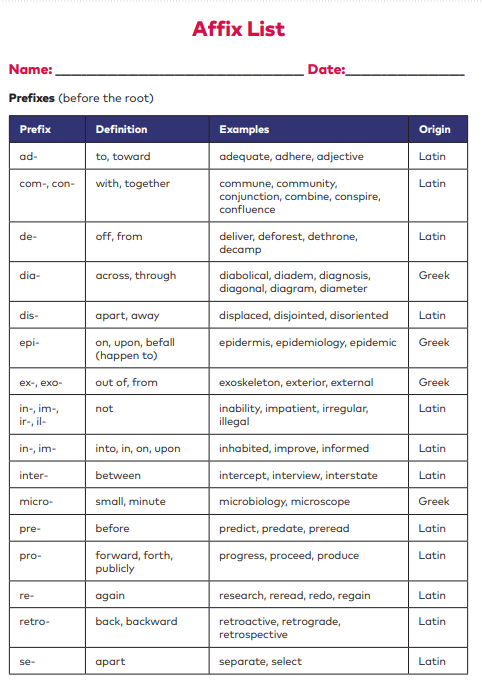 Affix List
Name: Date:
Prefixes (before the root)
Prefix Definition Examples Origin
ad- to, toward adequate, adhere, adjective Latin
com-, con- with, together commune, community, Latin
conjunction, combine, conspire,
confluence
de- off, from deliver, deforest, dethrone, Latin
decamp
dia- across, through diabolical, diadem, diagnosis, Greek
diagonal, diagram, diameter
dis- apart, away displaced, disjointed, disoriented Latin
epi- on, upon, befall epidermis, epidemiology, epidemic Greek
(happen to)
ex-, exo- out of, from exoskeleton, exterior, external Greek
in-, im-, not inability, impatient, irregular, Latin
ir-, il- illegal
in-, im- into, in, on, upon inhabited, improve, informed Latin
inter- between intercept, interview, interstate Latin
micro- small, minute microbiology, microscope Greek
pre- before predict, predate, preread Latin
pro- forward, forth, progress, proceed, produce Latin
publicly
re- again research, reread, redo, regain Latin
retro- back, backward retroactive, retrograde, Latin
retrospective
se- apart separate, select Latin